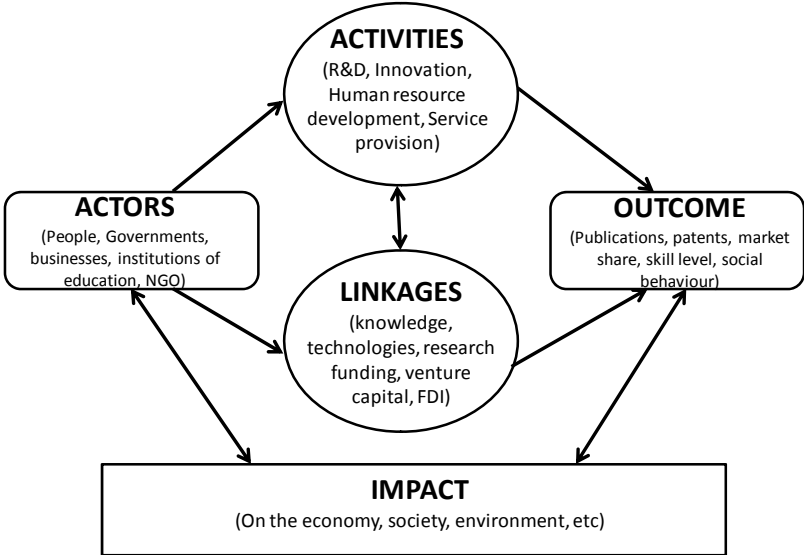 ACTIVITIES
(R&D, Innovation,
Human resource
development, Service
provision)
ACTORS
(People, Governments,
businesses, institutions of
education, NGO)
OUTCOME
(Publications, patents, market
share, skill level, social
behaviour)
LINKAGES
(knowledge,
technologies, research
funding, venture
capital, FDI)
IMPACT
(On the economy, society, environment, etc)